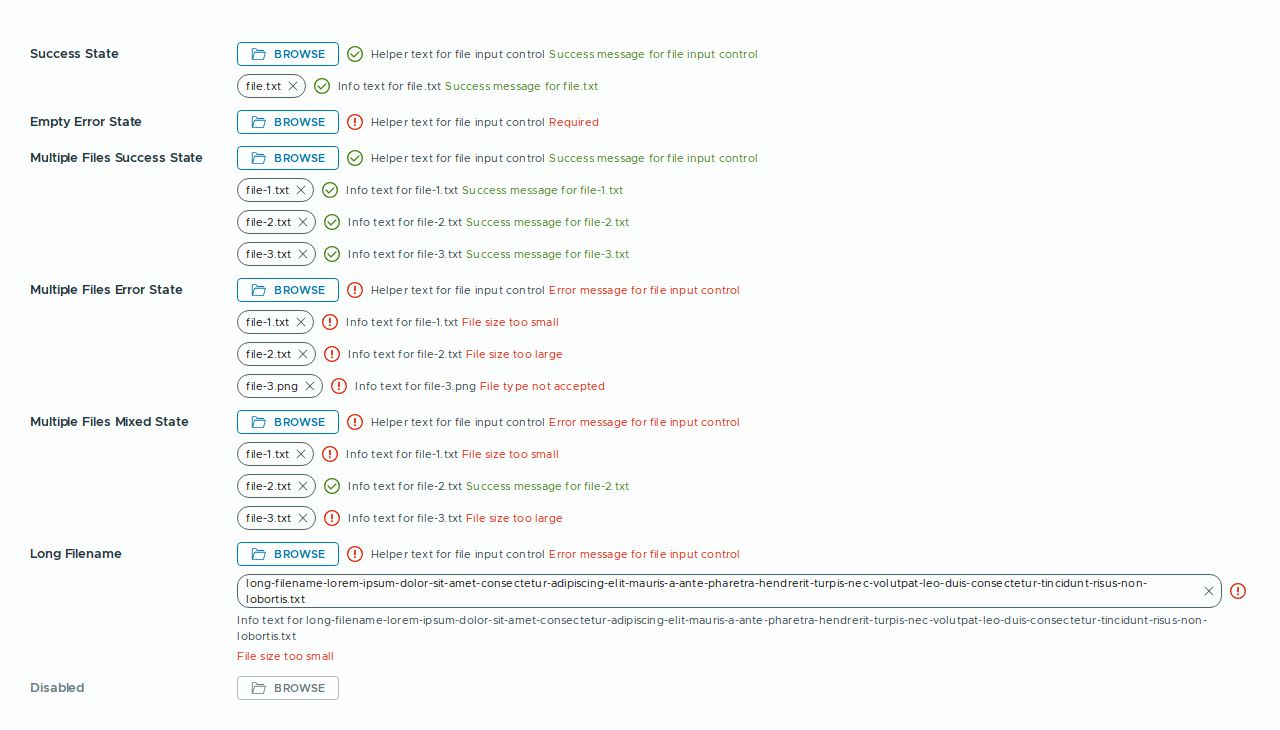 Success State
BROWSE Helper text for file input control Success message for file input control
file.txt Info text for file.txt Success message for file.txt
Empty Error State
BROWSE Helper text for file input control Required
Multiple Files Success State
BROWSE Helper text for file input control Success message for file input control
file-1.txt Info text for file-1.txt Success message for file-1.txt
file-2.txt Info text for file-2.txt Success message for file-2.txt
file-3.txt Info text for file-3.txt Success message for file-3.txt
Multiple Files Error State
BROWSE Helper text for file input control Error message for file input control
file-1.txt Info text for file-1.txt File size too small
file-2.txt Info text for file-2.txt File size too large
file-3.png Info text for file-3.png File type not accepted
Multiple Files Mixed State
BROWSE Helper text for file input control Error message for file input control
file-1.txt Info text for file-1.txt File size too small
file-2.txt Info text for file-2.txt Success message for file-2.txt
file-3.txt Info text for file-3.txt File size too large
Long Filename
BROWSE Helper text for file input control Error message for file input control
long-filename-lorem-ipsum-dolor-sit-amet-consectetur-adipiscing-elit-mauris-a-ante-pharetra-hendrerit-turpis-nec-volutpat-leo-duis-consectetur-tincidunt-risus-non-
lobortis.txt
Info text for long-filename-lorem-ipsum-dolor-sit-amet-consectetur-adipiscing-elit-mauris-a-ante-pharetra-hendrerit-turpis-nec-volutpat-leo-duis-consectetur-tincidunt-risus-non-
lobortis.txt
File size too small
Disabled
BROWSE